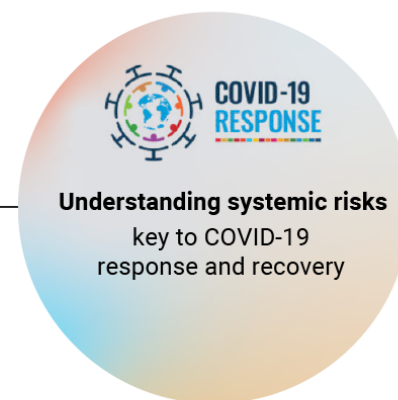 COVID-19
RESPONSE
Understanding systemic risks
key to COVID-19
response and recovery